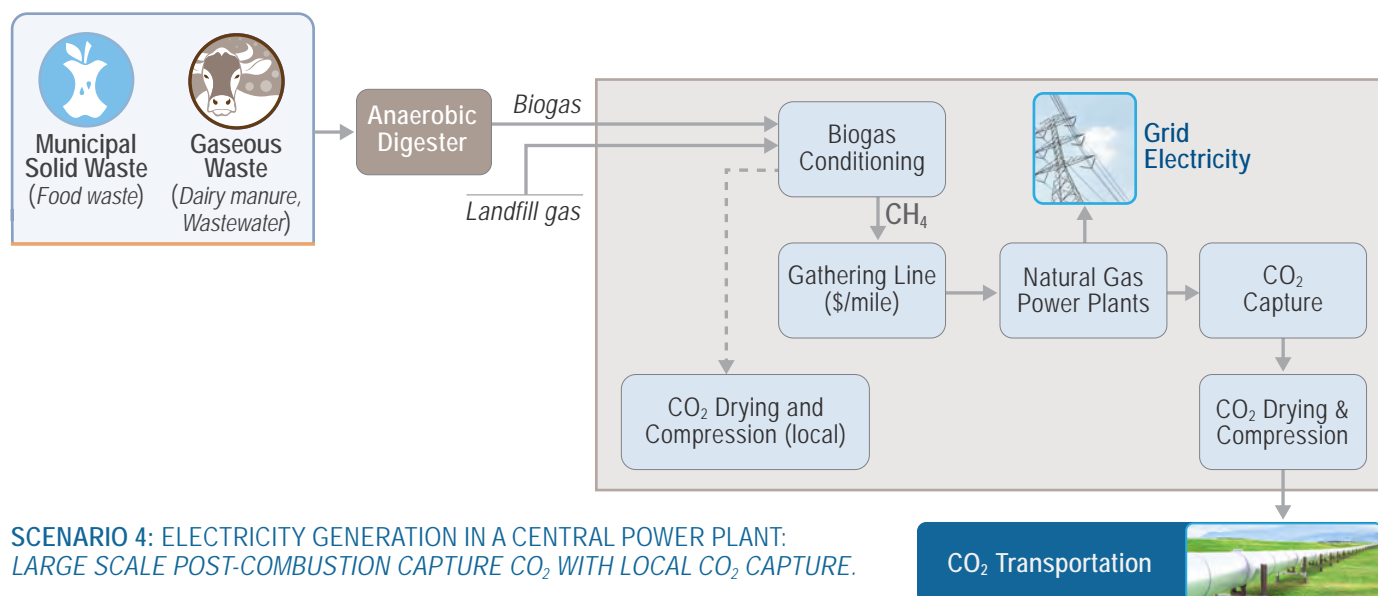 Municipal
Solid Waste
(Food waste)
Gaseous
Waste
(Dairy manure,
Wastewater)
Anaerobic
Digester
Biogas
Landfill gas
Biogas
Conditioning
CH₄
Grid
Electricity
Gathering Line
($/mile)
Natural Gas
Power Plants
CO₂
Capture
CO₂ Drying and
Compression (local)
CO₂ Drying &
Compression
SCENARIO 4: ELECTRICITY GENERATION IN A CENTRAL POWER PLANT:
LARGE SCALE POST-COMBUSTION CAPTURE CO₂ WITH LOCAL CO₂ CAPTURE.
CO₂ Transportation